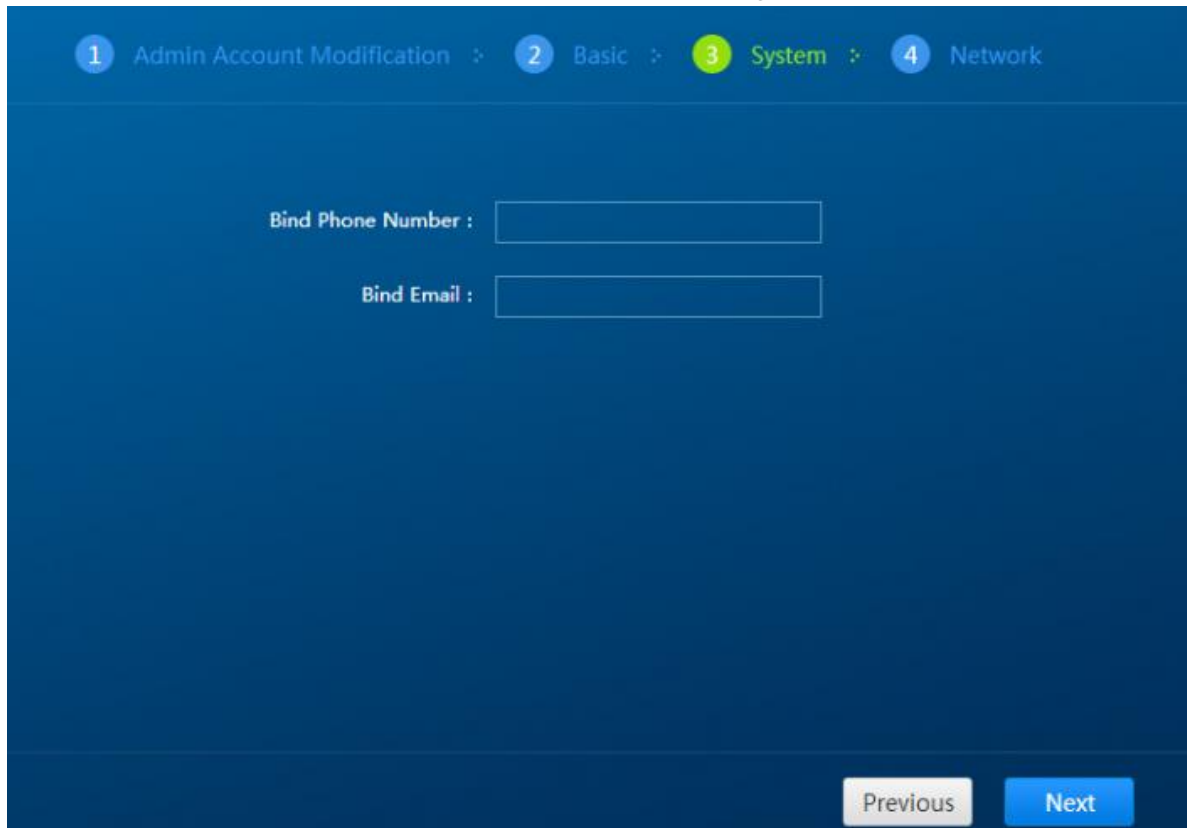 1 Admin Account Modification 2 Basic 3 System 4 Network
Bind Phone Number :
Bind Email :
Previous Next